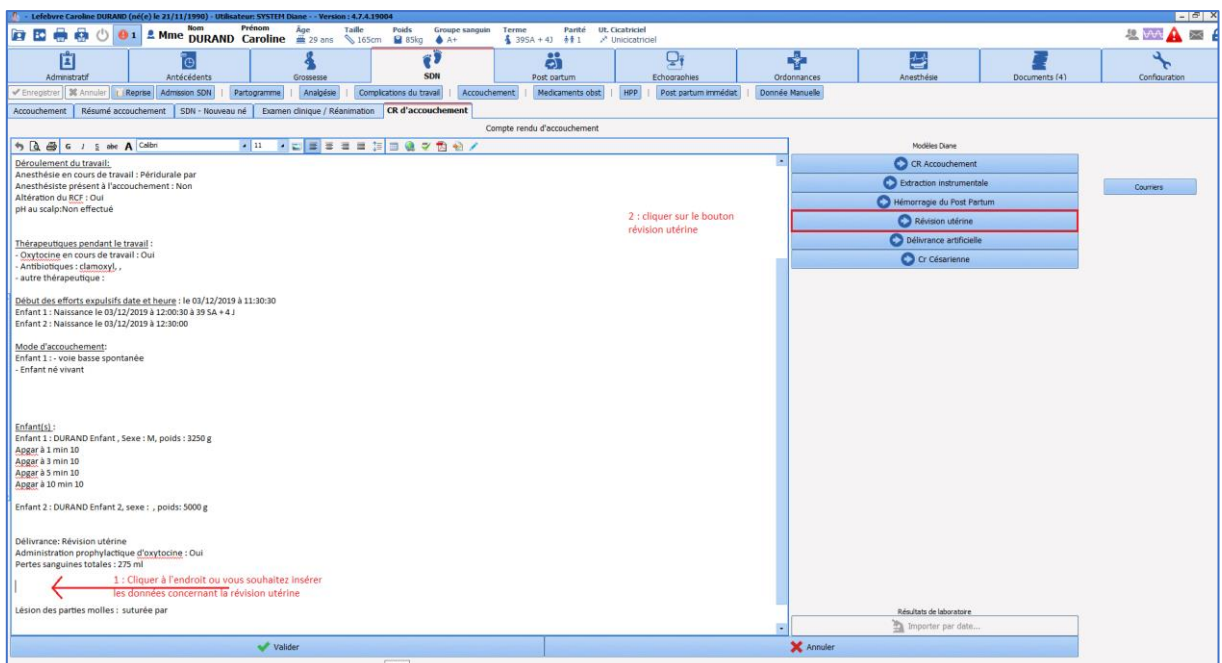 - Lefebvre Caroline DURAND (né(e) le 21/11/1990) - Utilisateur: SYSTEM Diane - - Version : 4.7.4.19004
1 Mme Nom DURAND Prénom Caroline Âge 29 ans Taille 165cm Poids 85kg Groupe sanguin A+ Terme 39SA + 4J Parité 1 Ut. Cicatriciel Unicicatriciel
Administratif Antécédents Grossesse SDN Post partum Echographies Ordonnances Anesthésie Documents (4) Configuration
Enregistrer Annuler Reprise Admission SDN | Partogramme | Analgésie | Complications du travail | Accouchement | Medicaments obst | HPP | Post partum immédiat | Donnée Manuelle
Accouchement Résumé accouchement SDN - Nouveau né Examen clinique / Réanimation CR d'accouchement
Compte rendu d'accouchement
G I S abc A Calibri 11
Modèles Diane
CR Accouchement
Extraction instrumentale
Hémorragie du Post Partum
Révision utérine
Délivrance artificielle
Cr Césarienne
Courriers
Déroulement du travail:
Anesthésie en cours de travail : Péridurale par
Anesthésiste présent à l'accouchement : Non
Altération du RCF : Oui
pH au scalp:Non effectué
2 : cliquer sur le bouton
révision utérine
Thérapeutiques pendant le travail :
- Oxytocine en cours de travail : Oui
- Antibiotiques : clamoxyl, ,
- autre thérapeutique :
Début des efforts expulsifs date et heure : le 03/12/2019 à 11:30:30
Enfant 1 : Naissance le 03/12/2019 à 12:00:30 à 39 SA + 4 J
Enfant 2 : Naissance le 03/12/2019 à 12:30:00
Mode d'accouchement:
Enfant 1 : - voie basse spontanée
- Enfant né vivant
Enfant(s) :
Enfant 1 : DURAND Enfant , Sexe : M, poids : 3250 g
Apgar à 1 min 10
Apgar à 3 min 10
Apgar à 5 min 10
Apgar à 10 min 10
Enfant 2 : DURAND Enfant 2, sexe : , poids: 5000 g
Délivrance: Révision utérine
Administration prophylactique d'oxytocine : Oui
Pertes sanguines totales : 275 ml
1 : Cliquer à l'endroit ou vous souhaitez insérer
les données concernant la révision utérine
Lésion des parties molles : suturée par
Résultats de laboratoire
Importer par date...
Valider Annuler